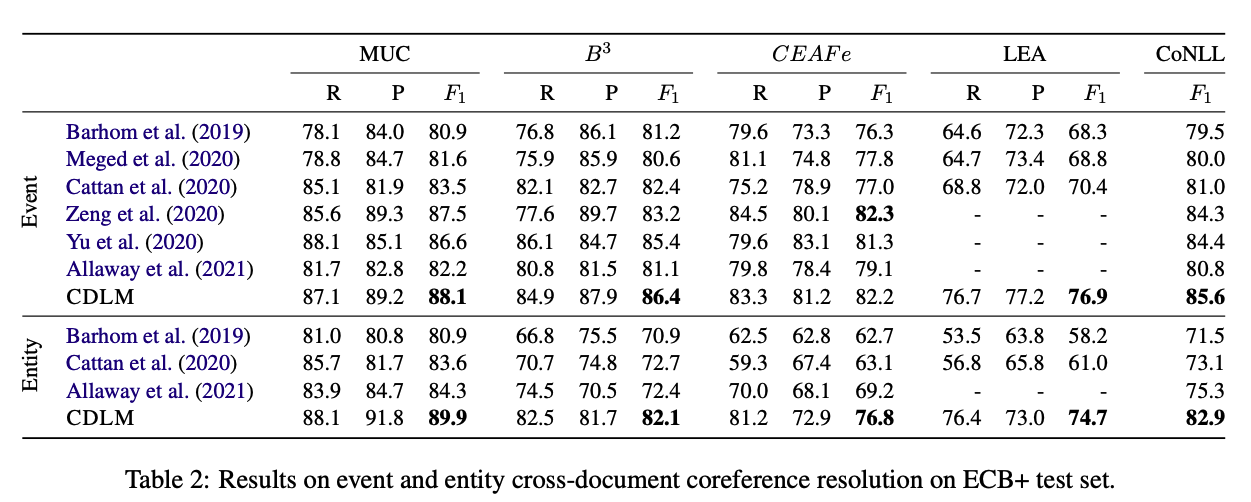 MUC B³ CEAFe LEA CoNLL
R P F₁ R P F₁ R P F₁ R P F₁ F₁
Event
Barhom et al. (2019) 78.1 84.0 80.9 76.8 86.1 81.2 79.6 73.3 76.3 64.6 72.3 68.3 79.5
Meged et al. (2020) 78.8 84.7 81.6 75.9 85.9 80.6 81.1 74.8 77.8 64.7 73.4 68.8 80.0
Cattan et al. (2020) 85.1 81.9 83.5 82.1 82.7 82.4 75.2 78.9 77.0 68.8 72.0 70.4 81.0
Zeng et al. (2020) 85.6 89.3 87.5 77.6 89.7 83.2 84.5 80.1 82.3 - - - 84.3
Yu et al. (2020) 88.1 85.1 86.6 86.1 84.7 85.4 79.6 83.1 81.3 - - - 84.4
Allaway et al. (2021) 81.7 82.8 82.2 80.8 81.5 81.1 79.8 78.4 79.1 - - - 80.8
CDLM 87.1 89.2 88.1 84.9 87.9 86.4 83.3 81.2 82.2 76.7 77.2 76.9 85.6
Entity
Barhom et al. (2019) 81.0 80.8 80.9 66.8 75.5 70.9 62.5 62.8 62.7 53.5 63.8 58.2 71.5
Cattan et al. (2020) 85.7 81.7 83.6 70.7 74.8 72.7 59.3 67.4 63.1 56.8 65.8 61.0 73.1
Allaway et al. (2021) 83.9 84.7 84.3 74.5 70.5 72.4 70.0 68.1 69.2 - - - 75.3
CDLM 88.1 91.8 89.9 82.5 81.7 82.1 81.2 72.9 76.8 76.4 73.0 74.7 82.9
Table 2: Results on event and entity cross-document coreference resolution on ECB+ test set.